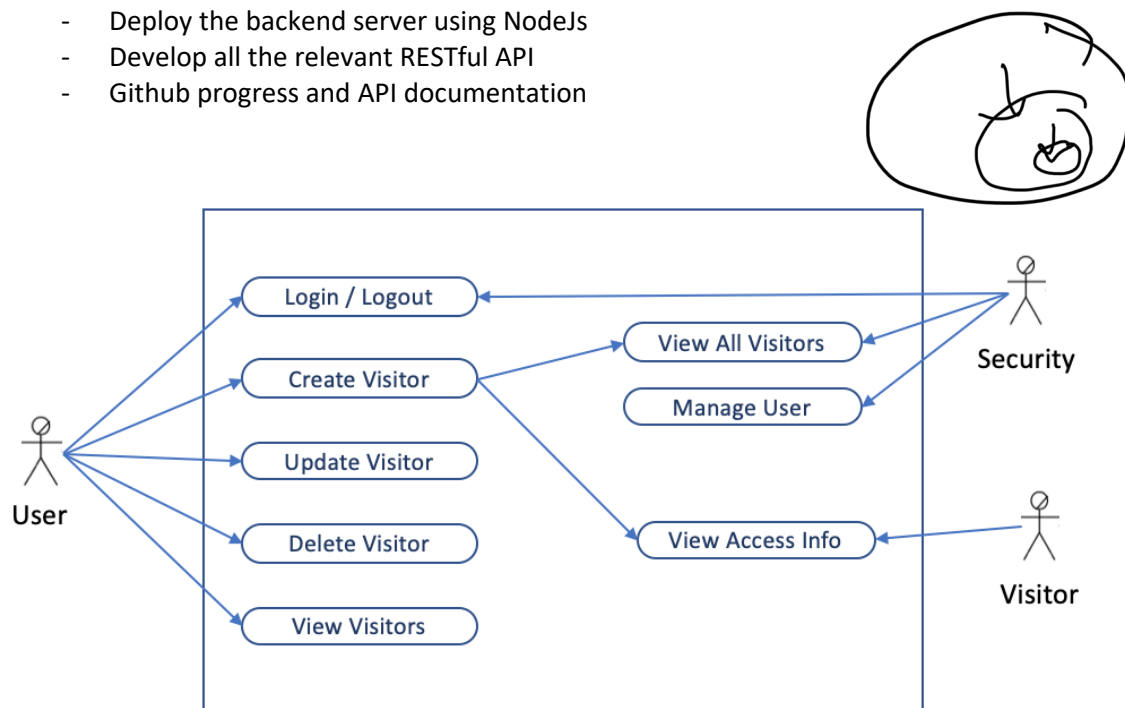 - Deploy the backend server using NodeJs
- Develop all the relevant RESTful API
- Github progress and API documentation
Login / Logout
View All Visitors
Security
Create Visitor
Manage User
User
Update Visitor
Delete Visitor
View Access Info
Visitor
View Visitors